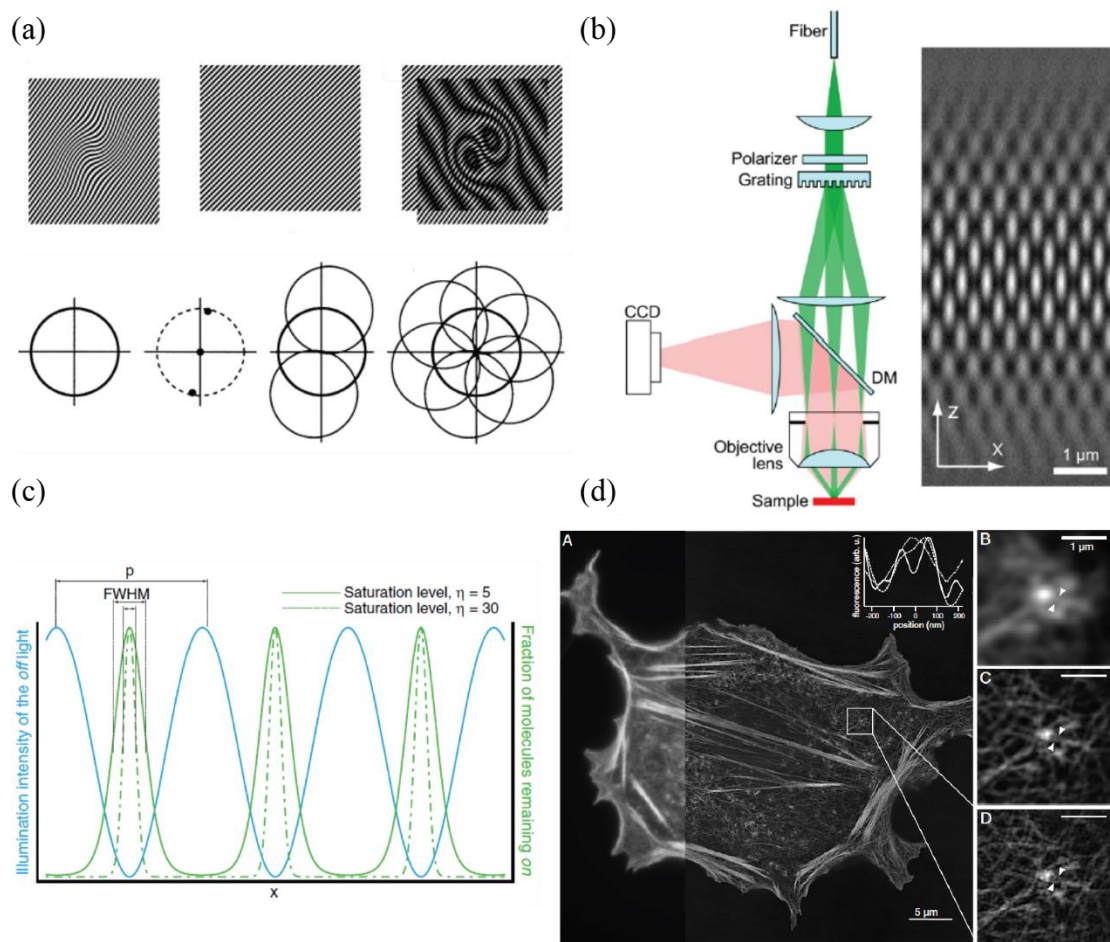 (a)
(b)
Fiber
Polarizer
Grating
CCD
DM
Objective
lens
Sample
Z
X
1 µm
(c)
p
FWHM
Saturation level, η = 5
Saturation level, η = 30
Illumination intensity of the off light
Fraction of molecules remaining on
x
(d)
A
fluorescence (arb. u.)
-200 -100 0 100 200
position (nm)
5 µm
B
1 µm
C
D